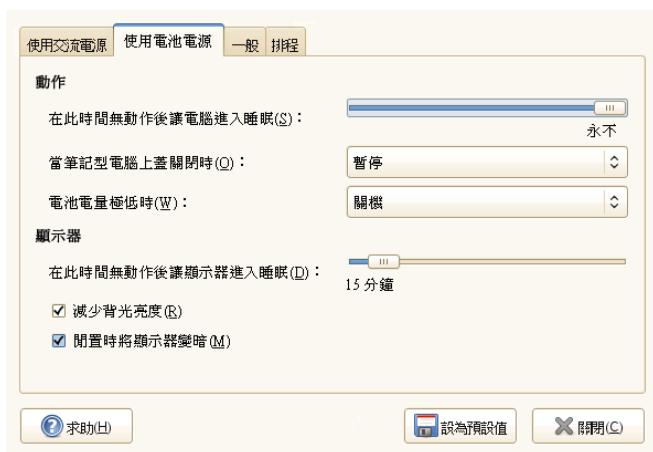 使用交流電源 使用電池電源 一般 排程
動作
在此時間無動作後讓電腦進入睡眠(S)：
永不
當筆記型電腦上蓋關閉時(O)： 暫停
電池電量極低時(W)： 關機
顯示器
在此時間無動作後讓顯示器進入睡眠(D)：
15 分鐘
減少背光亮度(R)
閒置時將顯示器變暗(M)
求助(H) 設為預設值 關閉(C)